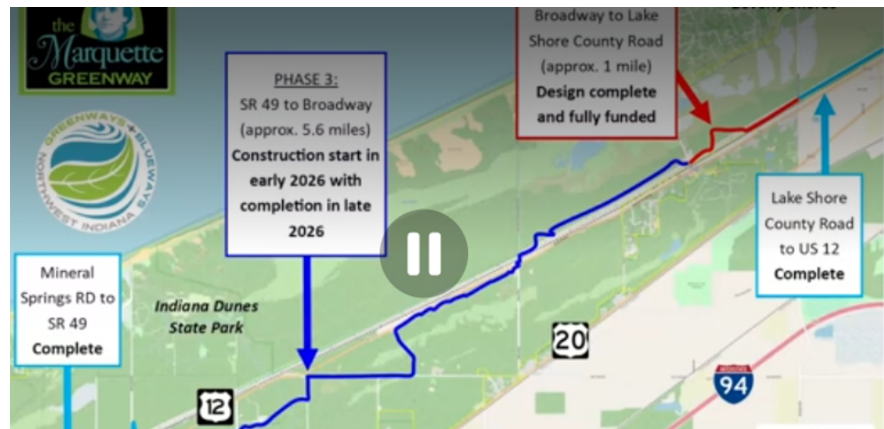 the
Marquette
GREENWAY
GREENWAYS + BLUEWAYS
NORTHWEST INDIANA
PHASE 3:
SR 49 to Broadway
(approx. 5.6 miles)
Construction start in
early 2026 with
completion in late
2026
Broadway to Lake
Shore County Road
(approx. 1 mile)
Design complete
and fully funded
Lake Shore
County Road
to US 12
Complete
Mineral
Springs RD to
SR 49
Complete
Indiana Dunes
State Park
12
20
94